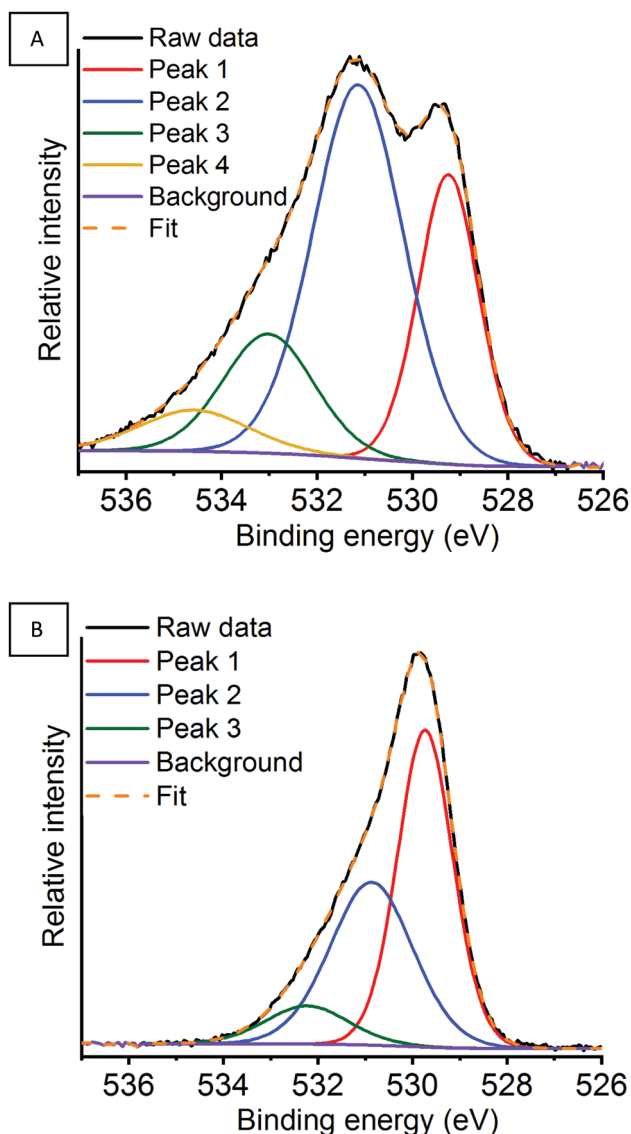 A
Raw data
Peak 1
Peak 2
Peak 3
Peak 4
Background
Fit
Relative intensity
536 534 532 530 528 526
Binding energy (eV)
B
Raw data
Peak 1
Peak 2
Peak 3
Background
Fit
Relative intensity
536 534 532 530 528 526
Binding energy (eV)